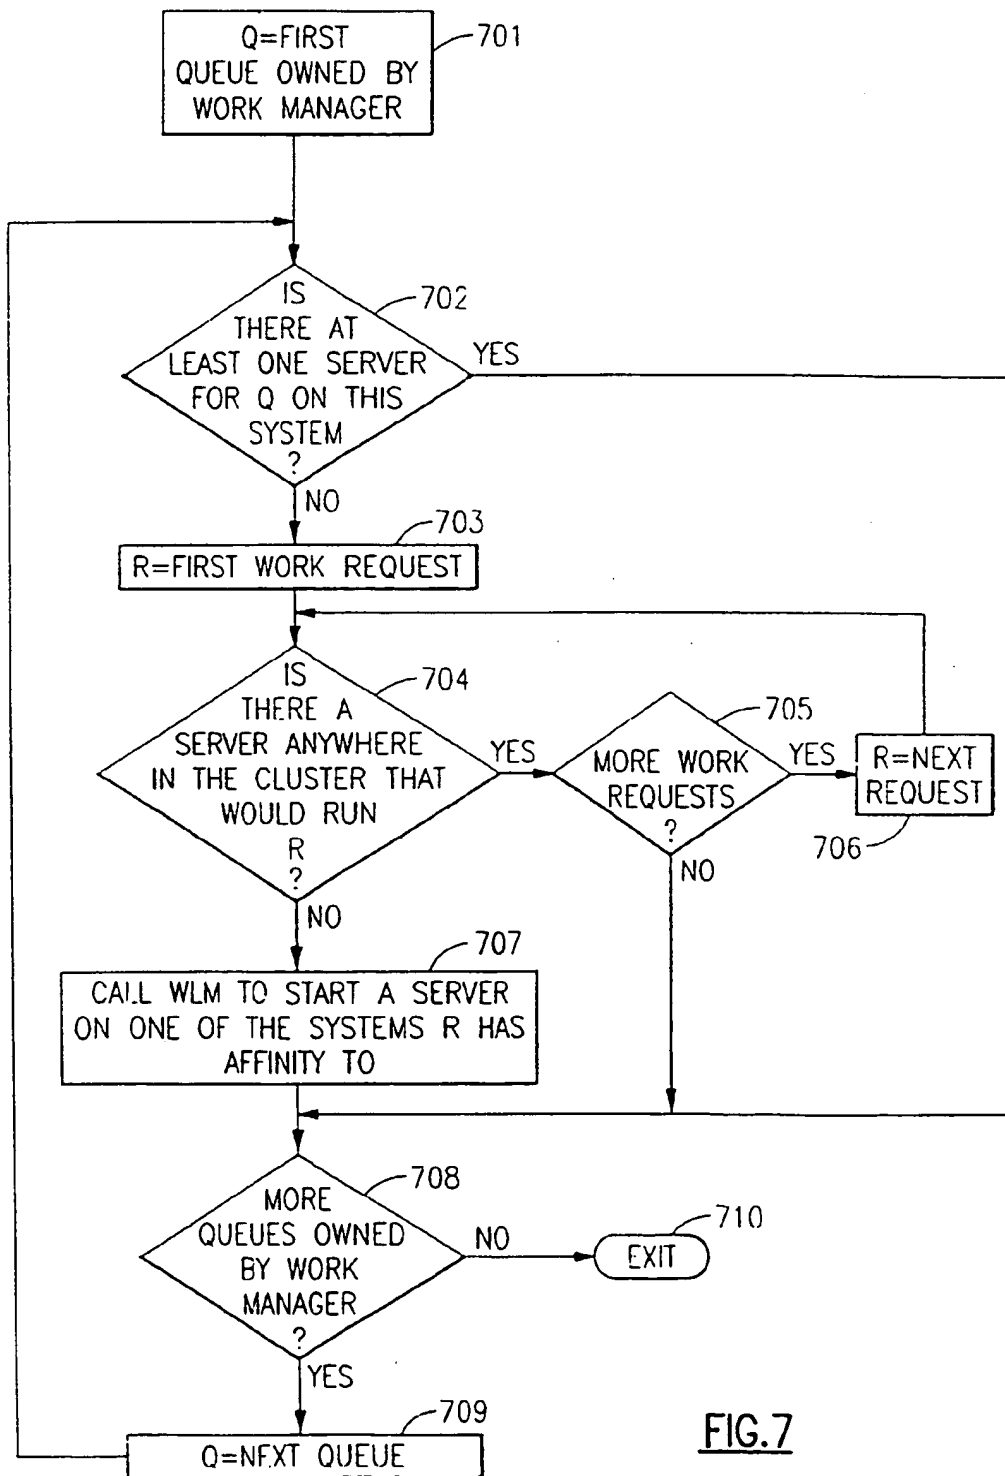 Q=FIRST
QUEUE OWNED BY
WORK MANAGER
701
IS
THERE AT
LEAST ONE SERVER
FOR Q ON THIS
SYSTEM
?
702
YES
NO
703
R=FIRST WORK REQUEST
IS
THERE A
SERVER ANYWHERE
IN THE CLUSTER THAT
WOULD RUN
R
?
704
YES
NO
705
MORE WORK
REQUESTS
?
YES
NO
R=NEXT
REQUEST
706
707
CALL WLM TO START A SERVER
ON ONE OF THE SYSTEMS R HAS
AFFINITY TO
708
MORE
QUEUES OWNED
BY WORK
MANAGER
?
NO
710
EXIT
YES
709
Q=NEXT QUEUE
FIG.7